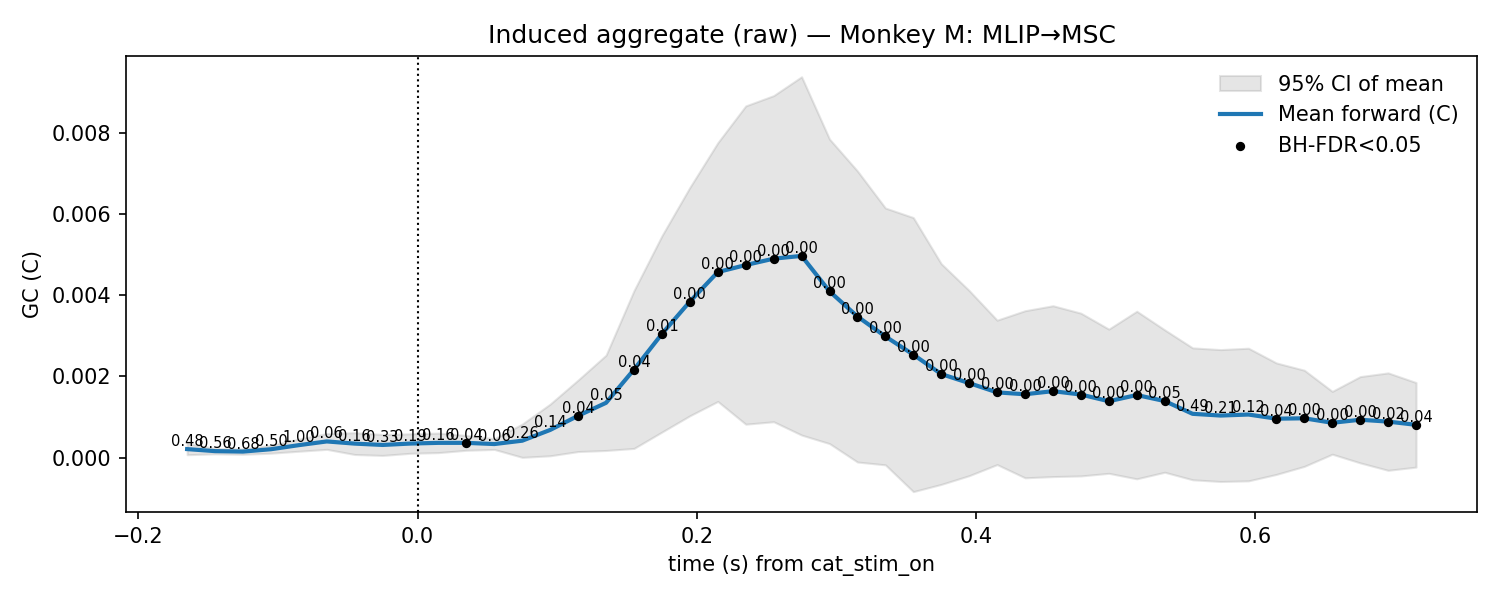 Induced aggregate (raw) — Monkey M: MLIP→MSC
95% CI of mean
Mean forward (C)
BH-FDR<0.05
GC (C)
0.008
0.006
0.004
0.002
0.000
0.48 0.56 0.68 0.50 1.00 0.06 0.16 0.33 0.19 0.16 0.04 0.06 0.26 0.14 0.04 0.05 0.04 0.01 0.00 0.00 0.00 0.00 0.00 0.00 0.00 0.00 0.00 0.00 0.00 0.00 0.00 0.00 0.00 0.00 0.00 0.05 0.49 0.21 0.12 0.04 0.00 0.00 0.00 0.02 0.04
−0.2 0.0 0.2 0.4 0.6
time (s) from cat_stim_on